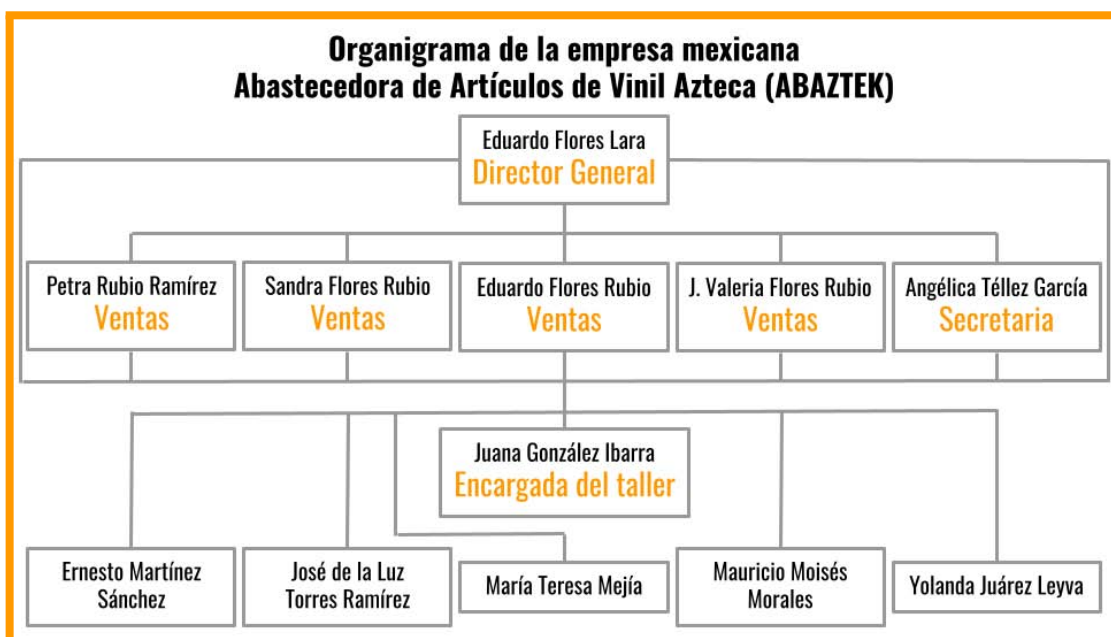 Organigrama de la empresa mexicana
Abastecedora de Artículos de Vinil Azteca (ABAZTEK)
Eduardo Flores Lara
Director General
Petra Rubio Ramírez
Ventas
Sandra Flores Rubio
Ventas
Eduardo Flores Rubio
Ventas
J. Valeria Flores Rubio
Ventas
Angélica Téllez García
Secretaria
Juana González Ibarra
Encargada del taller
Ernesto Martínez
Sánchez
José de la Luz
Torres Ramírez
María Teresa Mejía
Mauricio Moisés
Morales
Yolanda Juárez Leyva